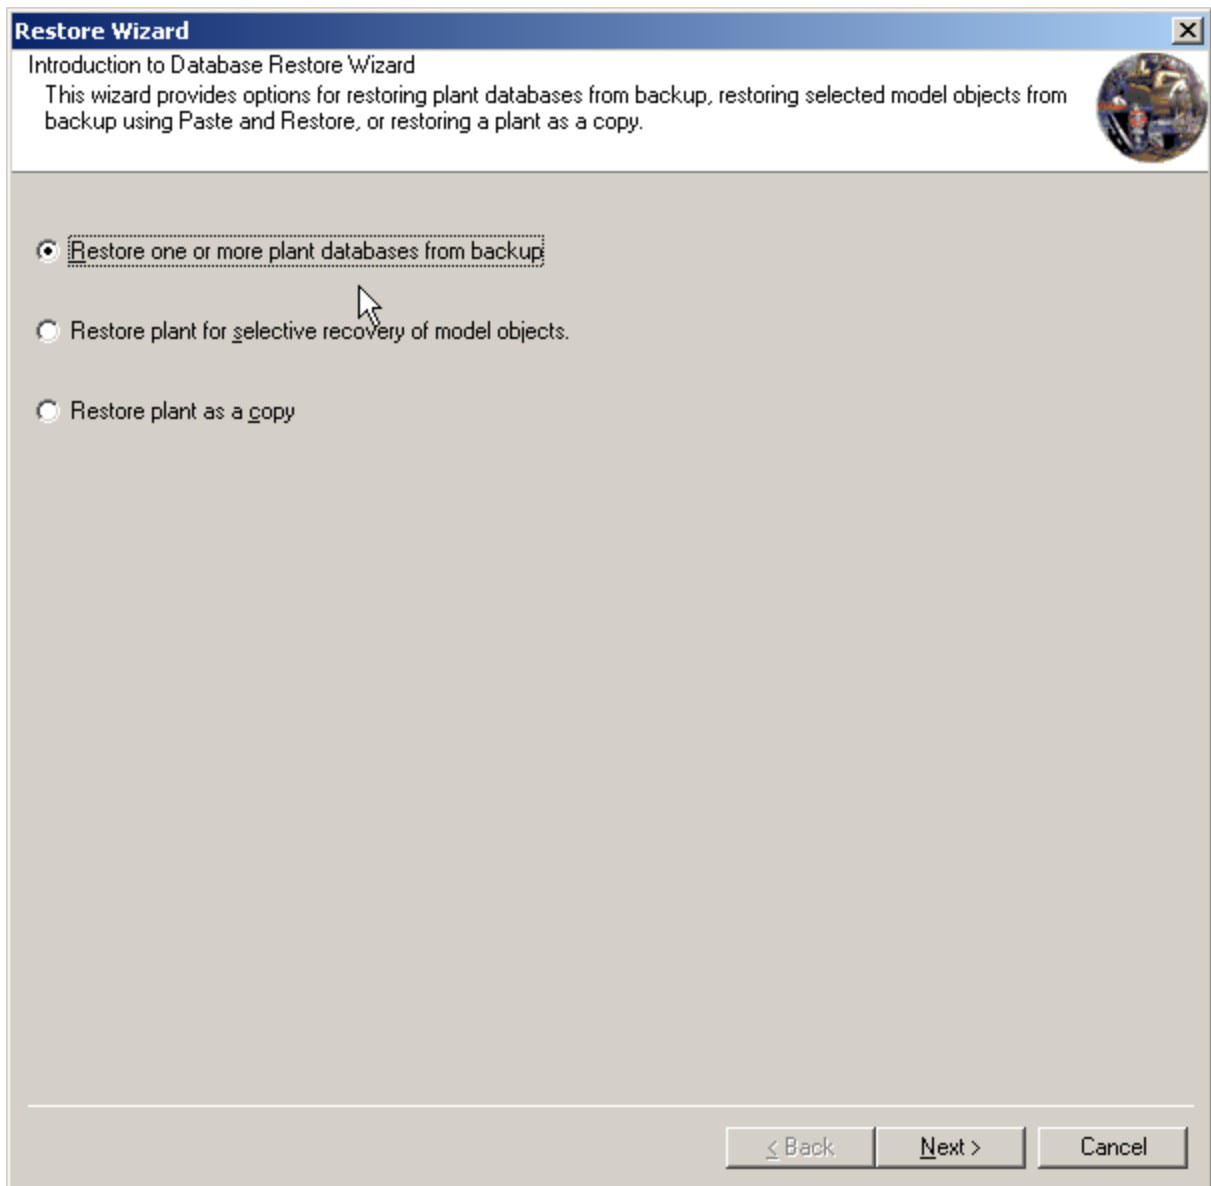 Restore Wizard
Introduction to Database Restore Wizard
This wizard provides options for restoring plant databases from backup, restoring selected model objects from
backup using Paste and Restore, or restoring a plant as a copy.
Restore one or more plant databases from backup
Restore plant for selective recovery of model objects.
Restore plant as a copy
< Back
Next >
Cancel